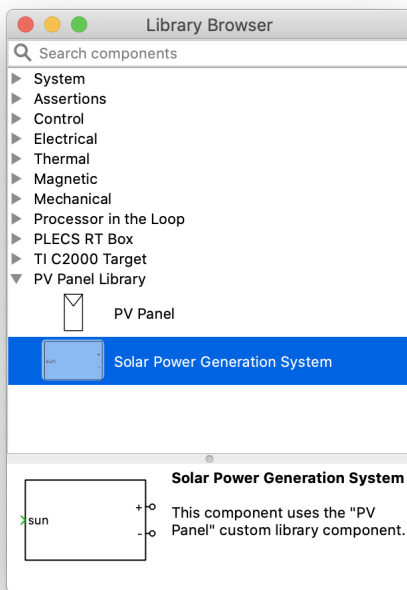 Library Browser
Search components
System
Assertions
Control
Electrical
Thermal
Magnetic
Mechanical
Processor in the Loop
PLECS RT Box
TI C2000 Target
PV Panel Library
PV Panel
sun + -
Solar Power Generation System
Solar Power Generation System
This component uses the "PV
Panel" custom library component.
+
sun
-